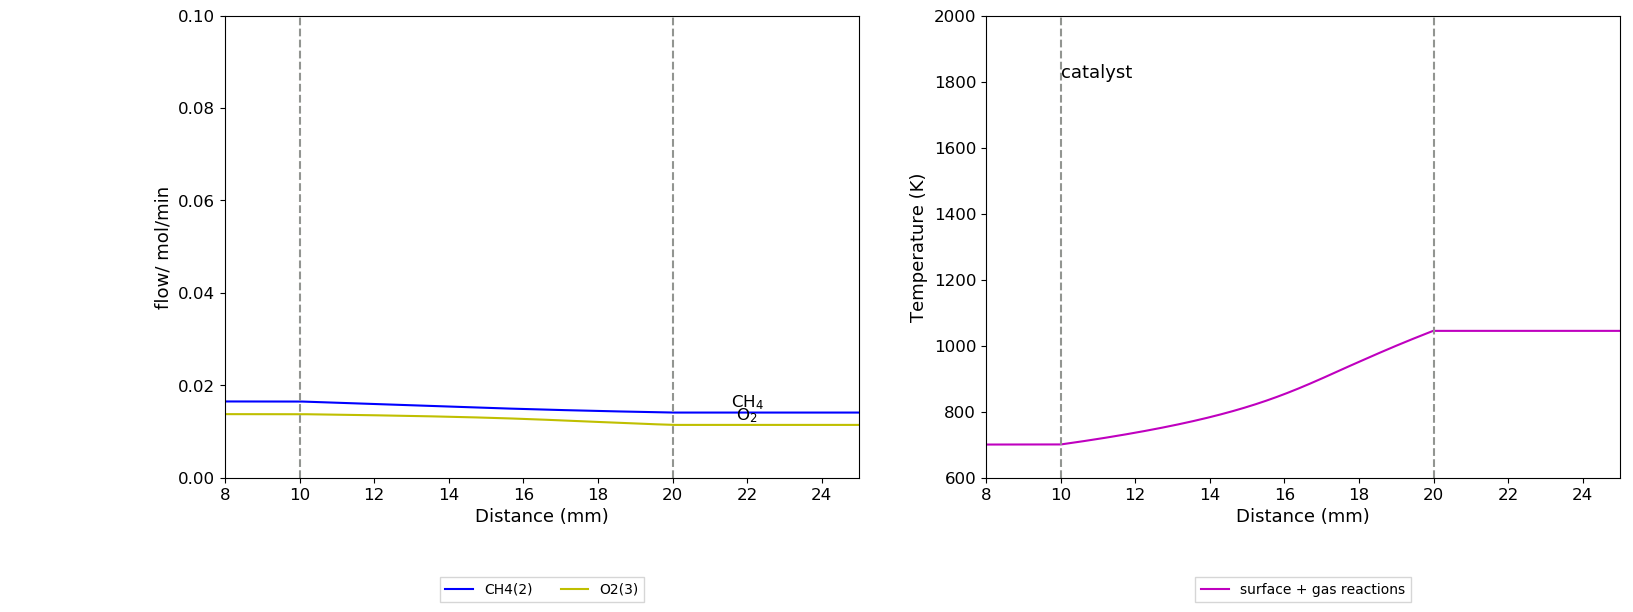 0.10
0.08
0.06
0.04
0.02
0.00
flow/ mol/min
CH₄
O₂
8 10 12 14 16 18 20 22 24
Distance (mm)
CH4(2) O2(3)
2000
1800
1600
1400
1200
1000
800
600
Temperature (K)
catalyst
8 10 12 14 16 18 20 22 24
Distance (mm)
surface + gas reactions